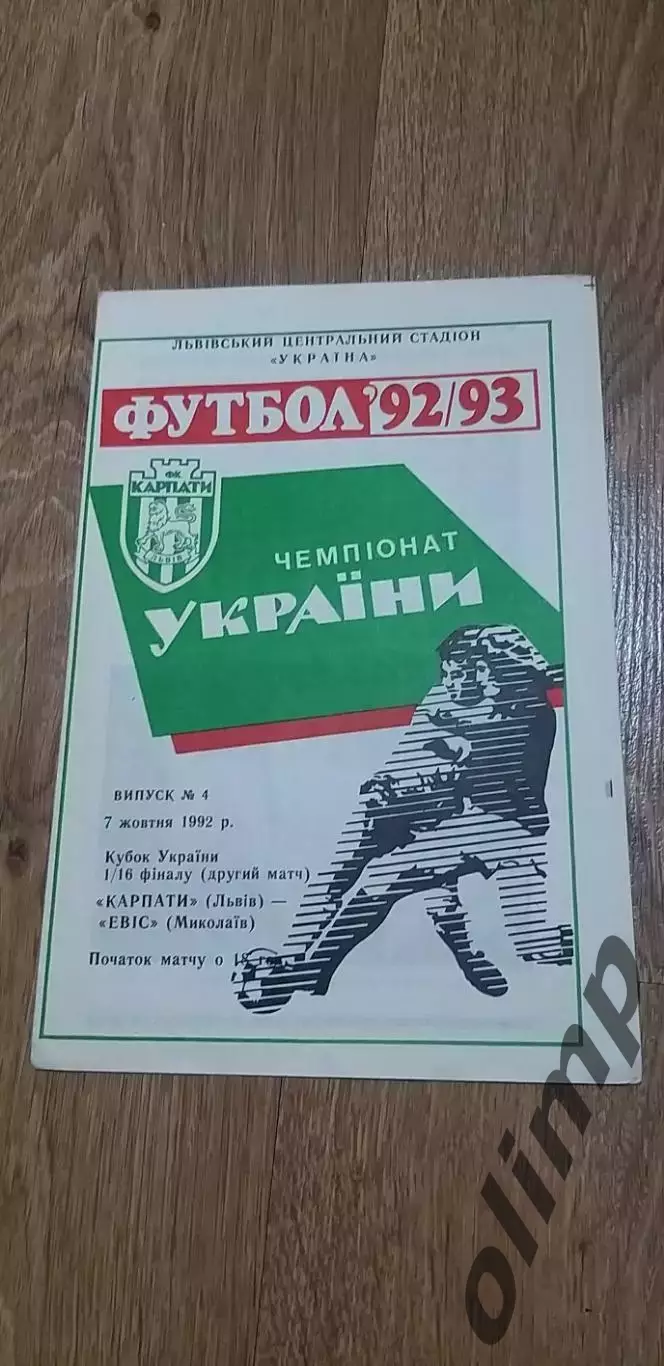 ЛЬВІВСЬКИЙ ЦЕНТРАЛЬНИЙ СТАДІОН
«УКРАЇНА»
ФУТБОЛ '92/93
ФК
КАРПАТИ
ЛЬВІВ
ЧЕМПІОНАТ
УКРАЇНИ
ВИПУСК № 4
7 жовтня 1992 р.
Кубок України
1/16 фіналу (другий матч)
«КАРПАТИ» (Львів) —
«ЕВІС» (Миколаїв)
Початок матчу о
olimp